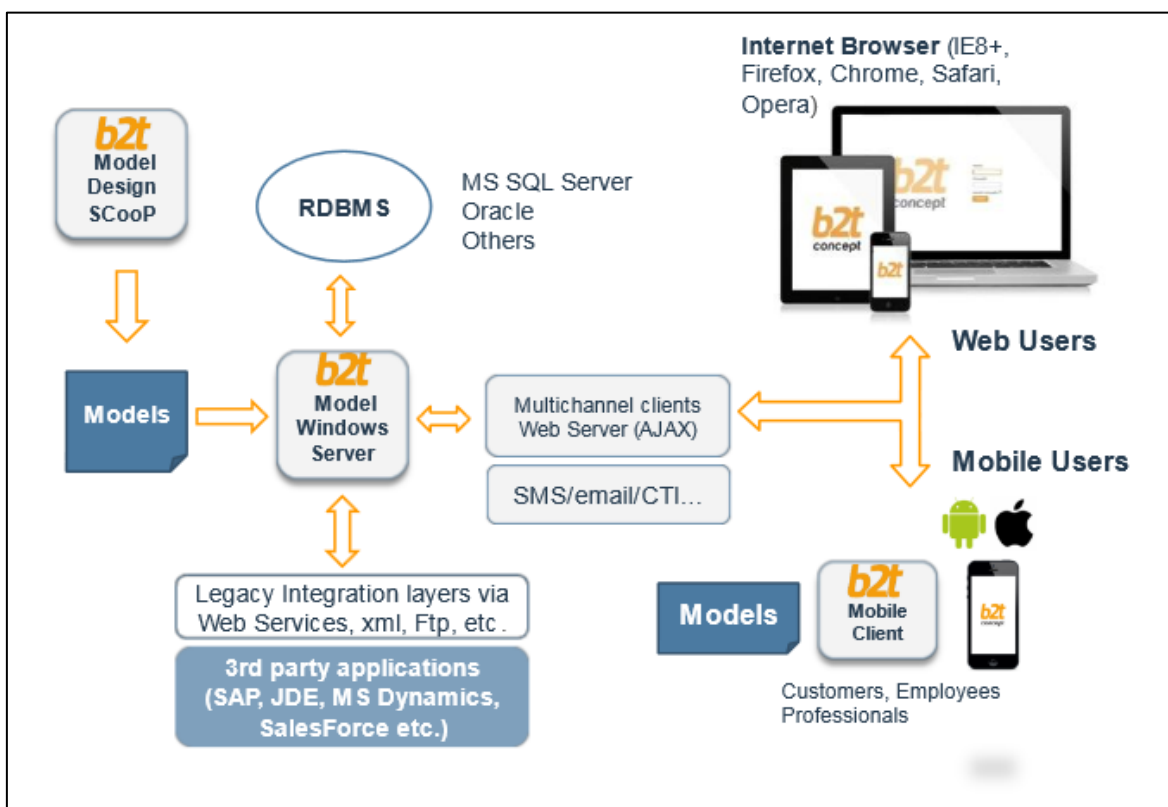 Internet Browser (IE8+,
Firefox, Chrome, Safari,
Opera)
b2t
Model
Design
SCooP
RDBMS
MS SQL Server
Oracle
Others
b2t
concept
b2t
concept
b2t
Web Users
Models
b2t
Model
Windows
Server
Multichannel clients
Web Server (AJAX)
SMS/email/CTI...
Mobile Users
Legacy Integration layers via
Web Services, xml, Ftp, etc.
3rd party applications
(SAP, JDE, MS Dynamics,
SalesForce etc.)
Models
b2t
Mobile
Client
b2t
concept
Customers, Employees
Professionals